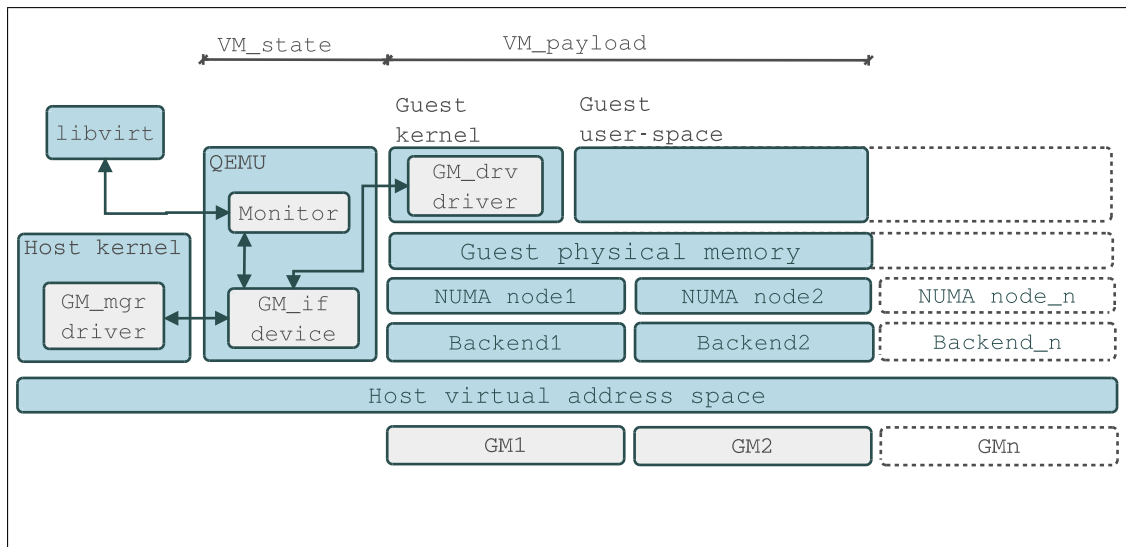 VM_state
VM_payload
Guest
kernel
Guest
user-space
libvirt
QEMU
GM_drv
driver
Monitor
Host kernel
Guest physical memory
GM_mgr
driver
GM_if
device
NUMA node1
NUMA node2
NUMA node_n
Backend1
Backend2
Backend_n
Host virtual address space
GM1
GM2
GMn